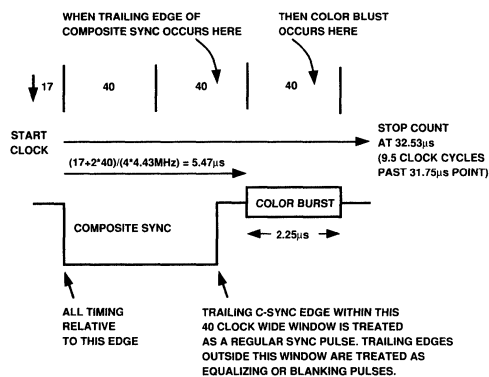 WHEN TRAILING EDGE OF
COMPOSITE SYNC OCCURS HERE
THEN COLOR BLUST
OCCURS HERE
17
40
40
40
START
CLOCK
STOP COUNT
AT 32.53µs
(9.5 CLOCK CYCLES
PAST 31.75µs POINT)
(17+2*40)/(4*4.43MHz) = 5.47µs
COLOR BURST
COMPOSITE SYNC
2.25µs
ALL TIMING
RELATIVE
TO THIS EDGE
TRAILING C-SYNC EDGE WITHIN THIS
40 CLOCK WIDE WINDOW IS TREATED
AS A REGULAR SYNC PULSE. TRAILING EDGES
OUTSIDE THIS WINDOW ARE TREATED AS
EQUALIZING OR BLANKING PULSES.